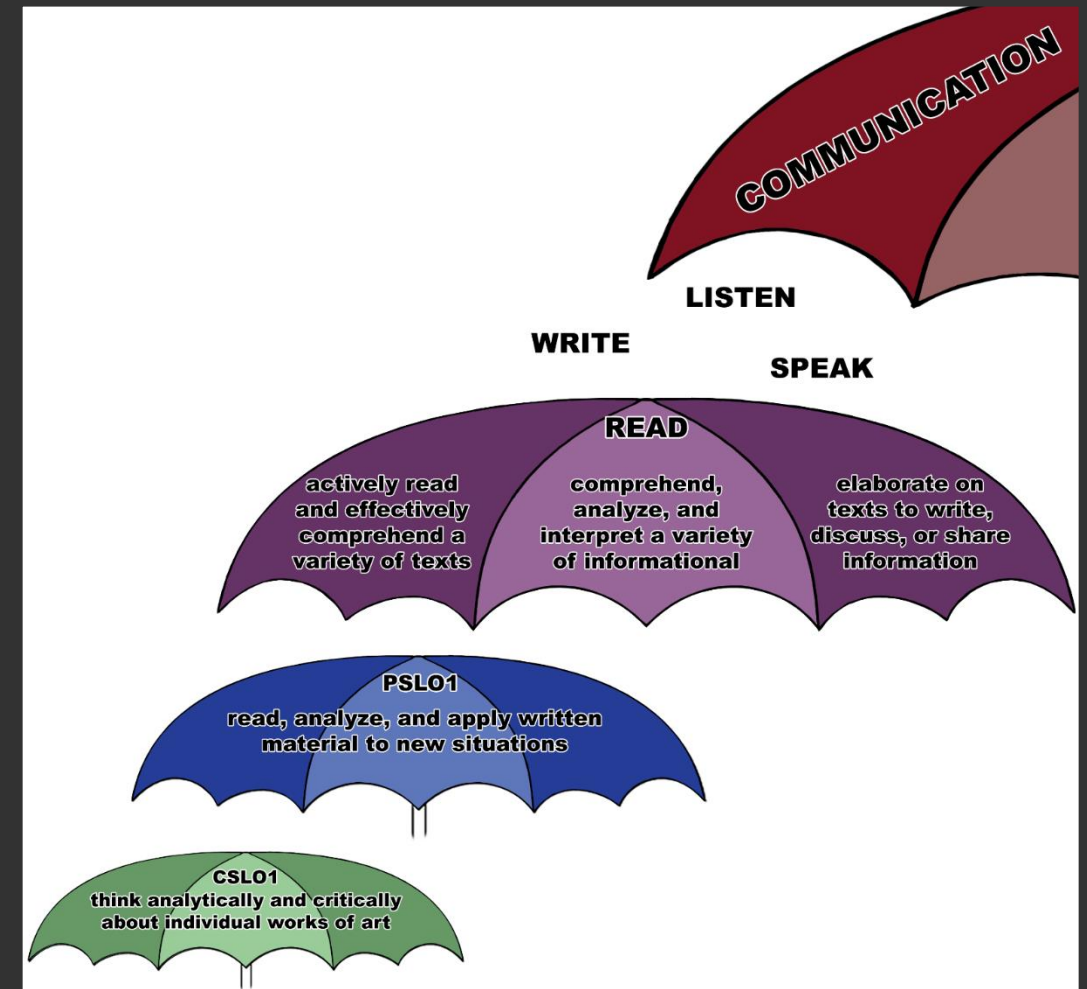 COMMUNICATION
LISTEN
WRITE
SPEAK
READ
actively read
and effectively
comprehend a
variety of texts
comprehend,
analyze, and
interpret a variety
of informational
elaborate on
texts to write,
discuss, or share
information
PSLO1
read, analyze, and apply written
material to new situations
CSLO1
think analytically and critically
about individual works of art